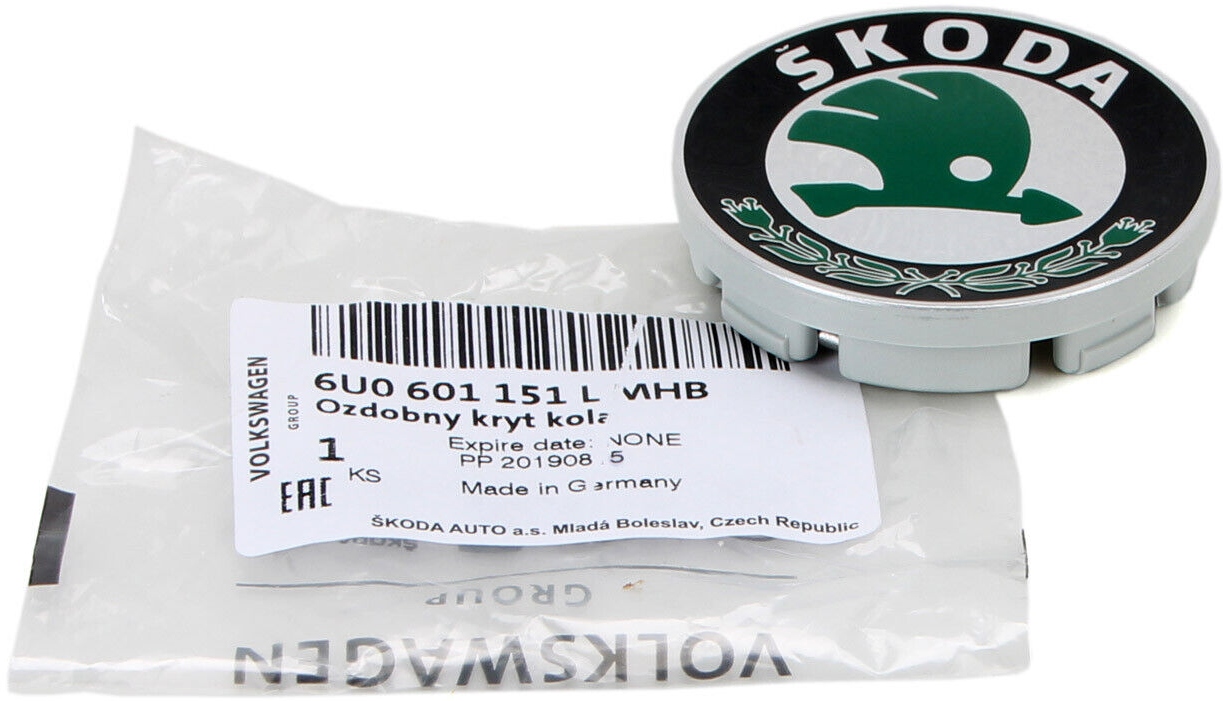 ŠKODA
6U0 601 151 L MHB
Ozdobny kryt kola
Expire date: NONE
PP 201908 5
Made in Germany
1
KS
EAC
ŠKODA AUTO a.s. Mladá Boleslav, Czech Republic
VOLKSWAGEN
GROUP
GROUP
VOLKSWAGEN